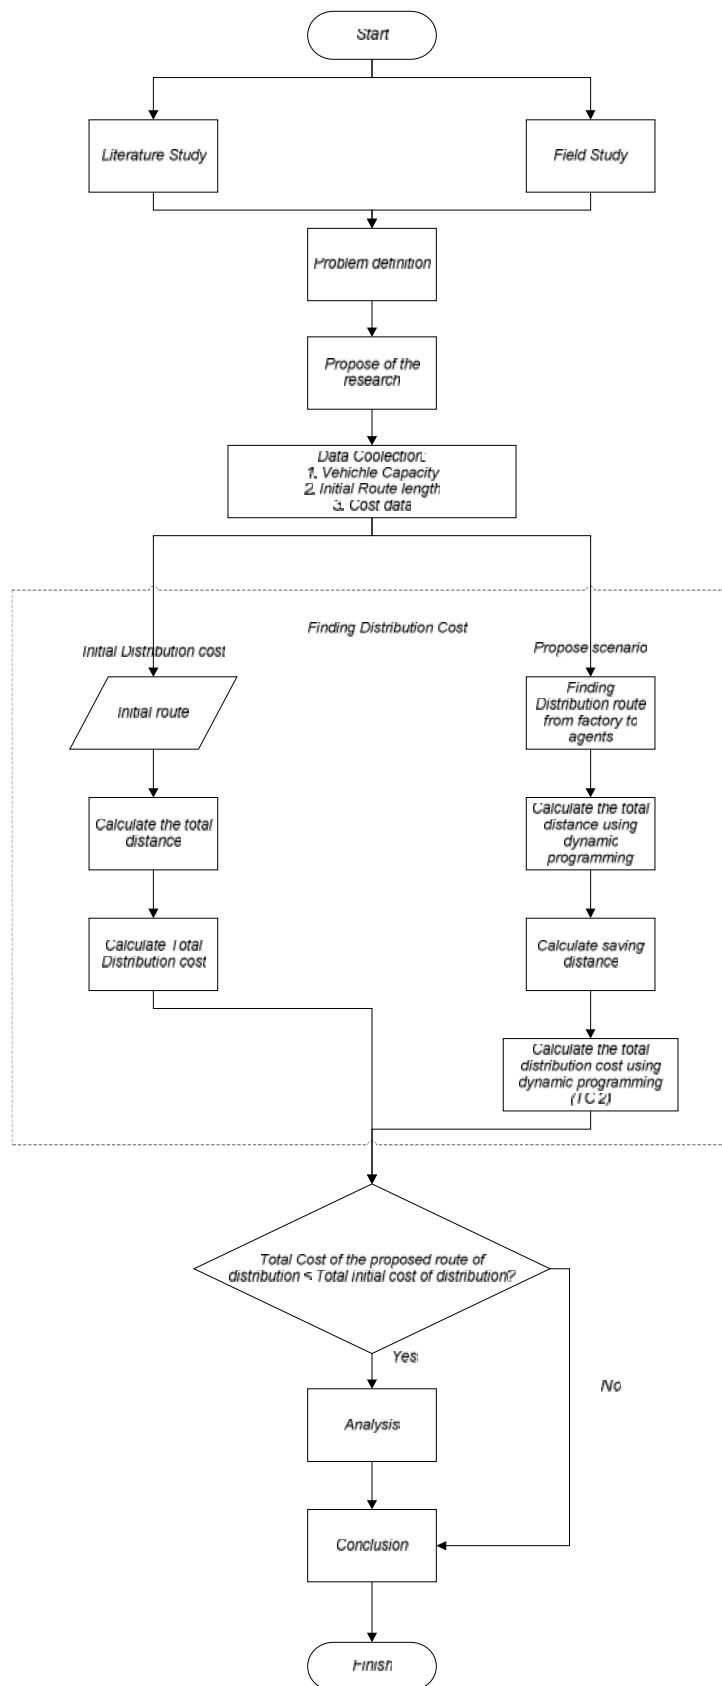 Start
Literature Study
Field Study
Problem definition
Propose of the
research
Data Coolection:
1. Vehichle Capacity
2. Initial Route length
3. Cost data
Finding Distribution Cost
Initial Distribution cost
Propose scenario
Initial route
Finding
Distribution route
from factory to
agents
Calculate the total
distance
Calculate the total
distance using
dynamic
programming
Calculate Total
Distribution cost
Calculate saving
distance
Calculate the total
distribution cost using
dynamic programming
(TC 2)
Total Cost of the proposed route of
distribution ≤ Total initial cost of distribution?
Yes
No
Analysis
Conclusion
Finish